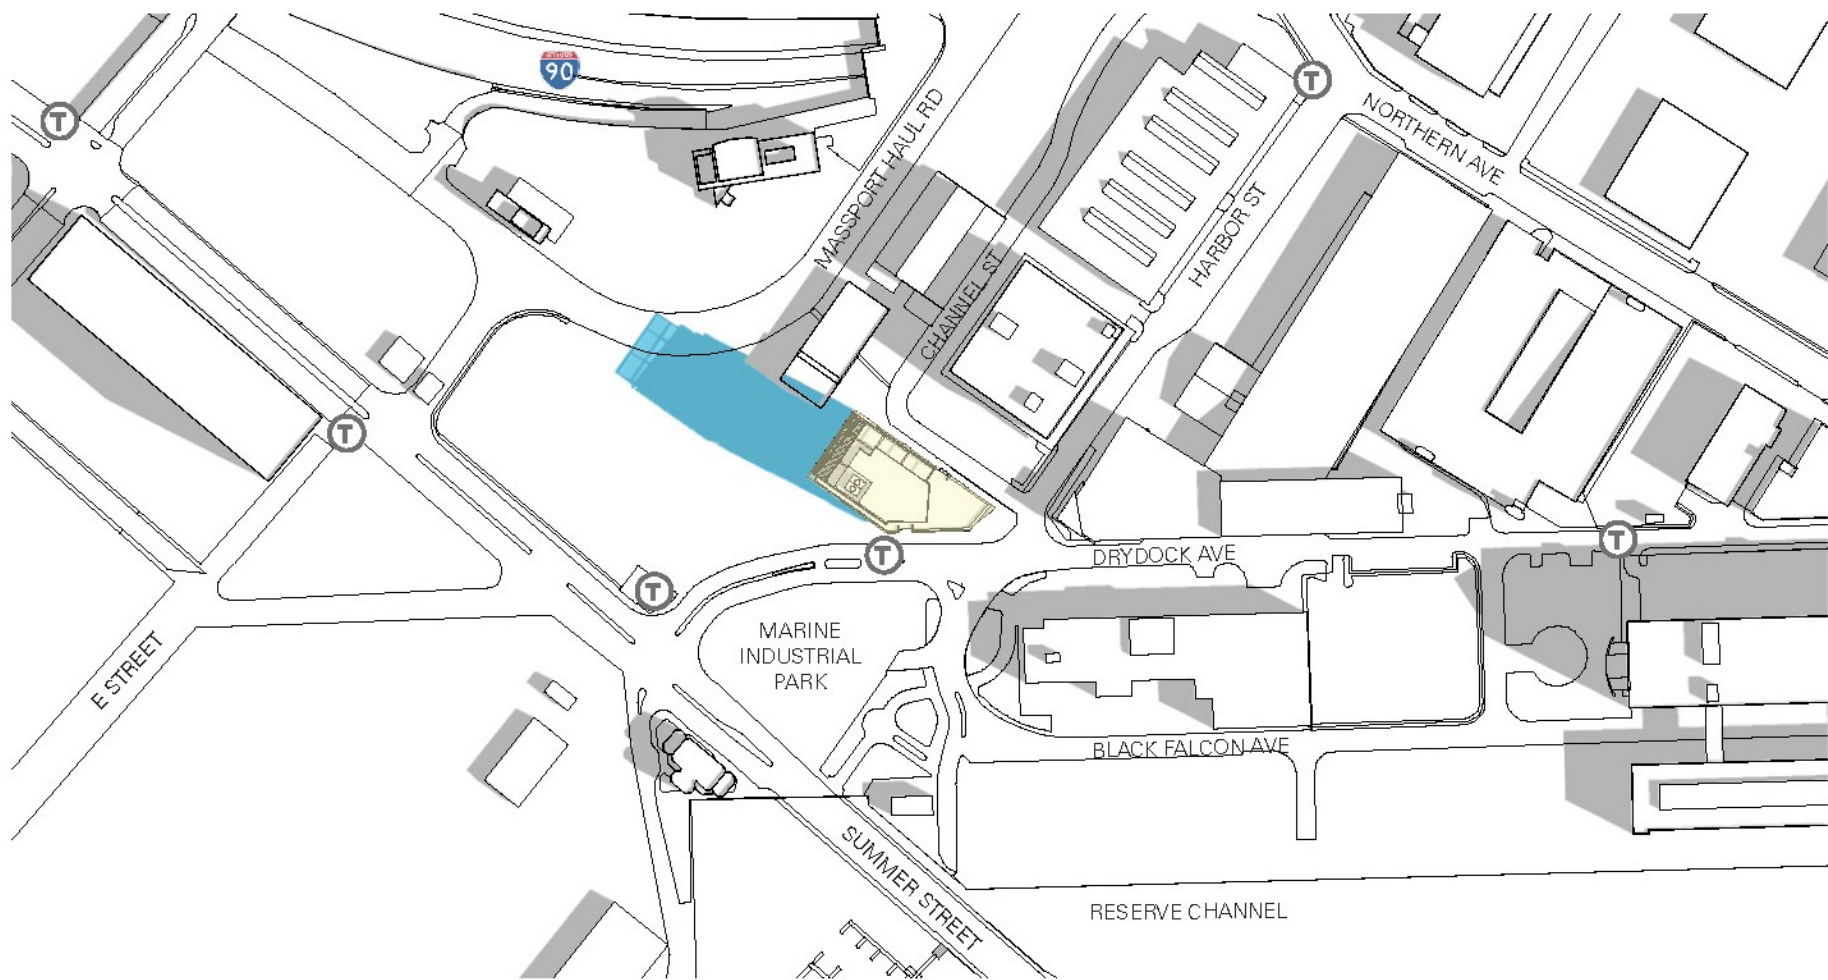 INTERSTATE
90
T
T
NORTHERN AVE
MASSPORT HAUL RD
HARBOR ST
CHANNEL ST
T
T
T
DRYDOCK AVE
T
MARINE
INDUSTRIAL
PARK
E STREET
BLACK FALCON AVE
SUMMER STREET
RESERVE CHANNEL